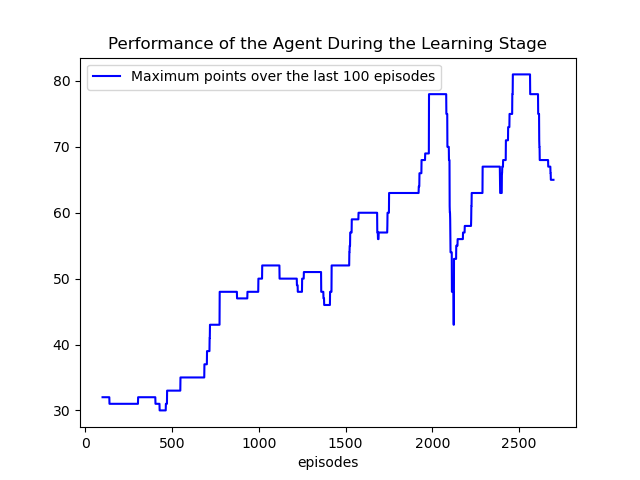 Performance of the Agent During the Learning Stage
Maximum points over the last 100 episodes
80
70
60
50
40
30
0 500 1000 1500 2000 2500
episodes